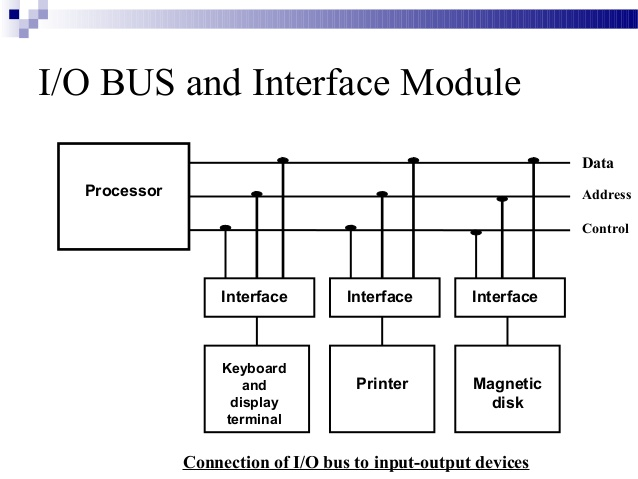 I/O BUS and Interface Module
Data
Processor
Address
Control
Interface
Interface
Interface
Keyboard
and
display
terminal
Printer
Magnetic
disk
Connection of I/O bus to input-output devices